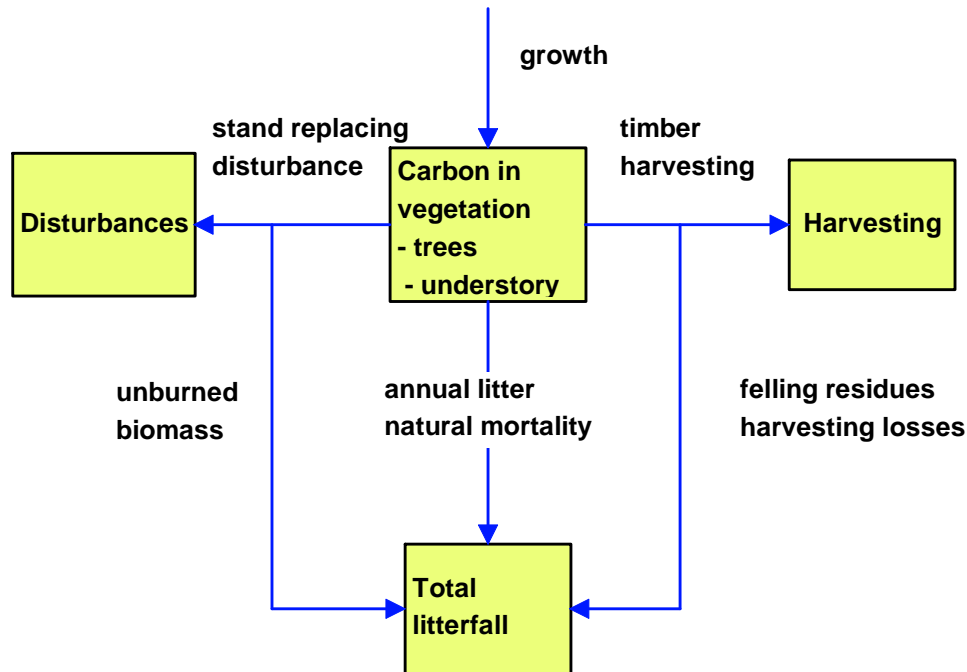 growth
stand replacing
disturbance
timber
harvesting
Disturbances
Carbon in
vegetation
- trees
- understory
Harvesting
unburned
biomass
annual litter
natural mortality
felling residues
harvesting losses
Total
litterfall